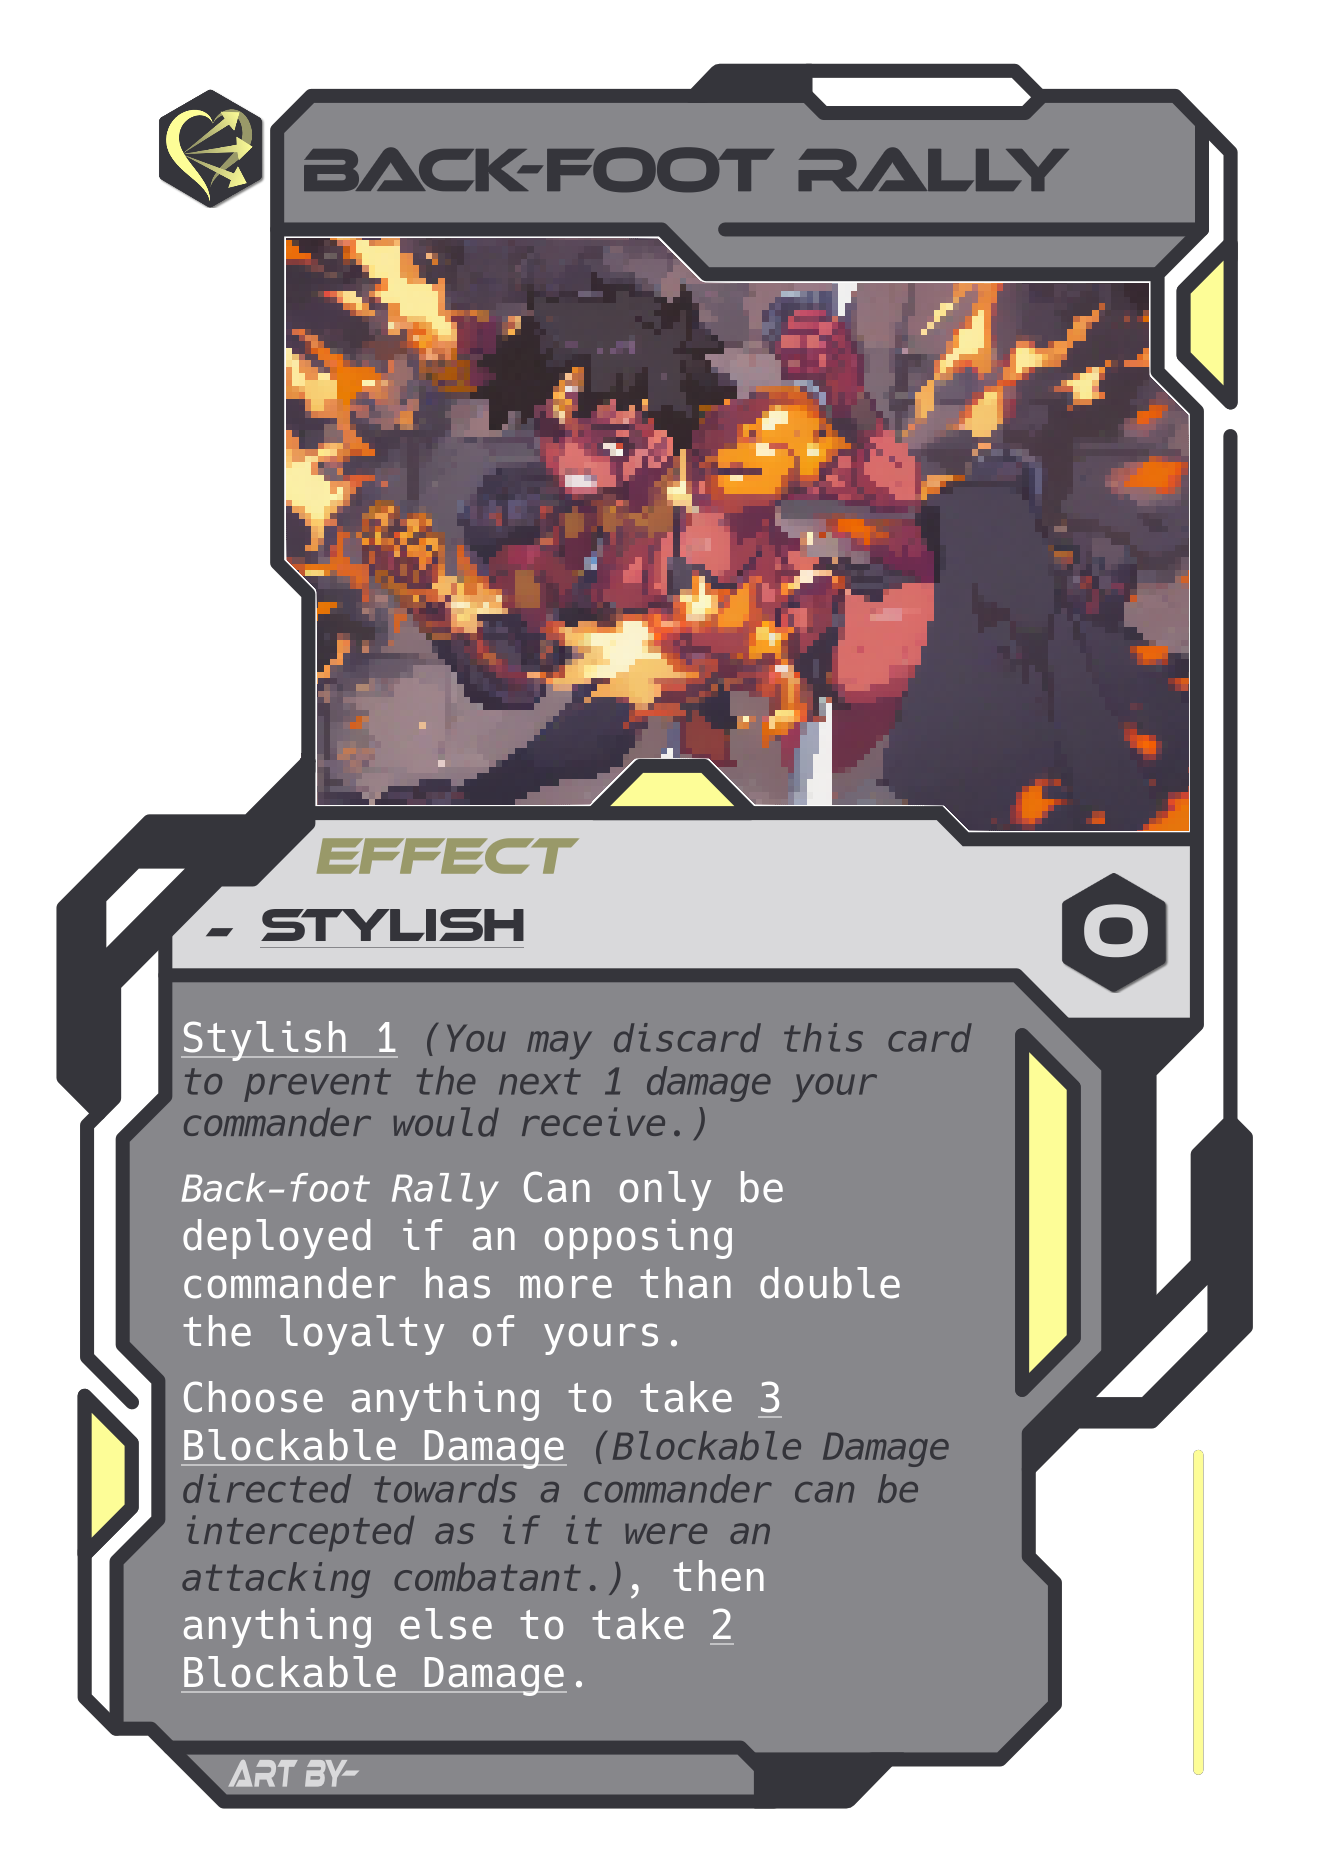 BACK-FOOT RALLY
EFFECT
- STYLISH
0
Stylish 1 (You may discard this card
to prevent the next 1 damage your
commander would receive.)
Back-foot Rally Can only be
deployed if an opposing
commander has more than double
the loyalty of yours.
Choose anything to take 3
Blockable Damage (Blockable Damage
directed towards a commander can be
intercepted as if it were an
attacking combatant.), then
anything else to take 2
Blockable Damage.
ART BY-